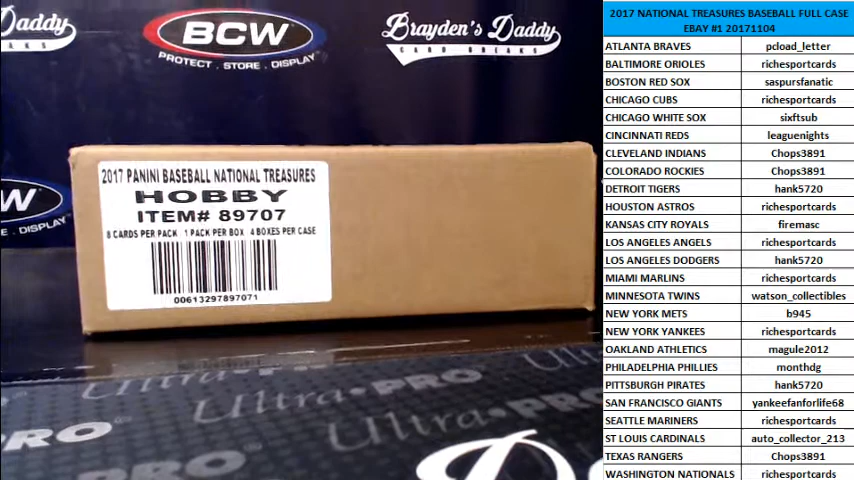 Daddy
BREAKS
BCW
PROTECT . STORE . DISPLAY
Brayden's Daddy
CARD BREAKS
W
. DISPLAY
2017 PANINI BASEBALL NATIONAL TREASURES
HOBBY
ITEM# 89707
8 CARDS PER PACK 1 PACK PER BOX 4 BOXES PER CASE
00613297897071
Ultra•PRO
Ultra•PRO
PRO
2017 NATIONAL TREASURES BASEBALL FULL CASE
EBAY #1 20171104
ATLANTA BRAVES pcload_letter
BALTIMORE ORIOLES richesportcards
BOSTON RED SOX saspursfanatic
CHICAGO CUBS richesportcards
CHICAGO WHITE SOX sixftsub
CINCINNATI REDS leaguenights
CLEVELAND INDIANS Chops3891
COLORADO ROCKIES Chops3891
DETROIT TIGERS hank5720
HOUSTON ASTROS richesportcards
KANSAS CITY ROYALS firemasc
LOS ANGELES ANGELS richesportcards
LOS ANGELES DODGERS hank5720
MIAMI MARLINS richesportcards
MINNESOTA TWINS watson_collectibles
NEW YORK METS b945
NEW YORK YANKEES richesportcards
OAKLAND ATHLETICS magule2012
PHILADELPHIA PHILLIES monthdg
PITTSBURGH PIRATES hank5720
SAN FRANCISCO GIANTS yankeefanforlife68
SEATTLE MARINERS richesportcards
ST LOUIS CARDINALS auto_collector_213
TEXAS RANGERS Chops3891
WASHINGTON NATIONALS richesportcards